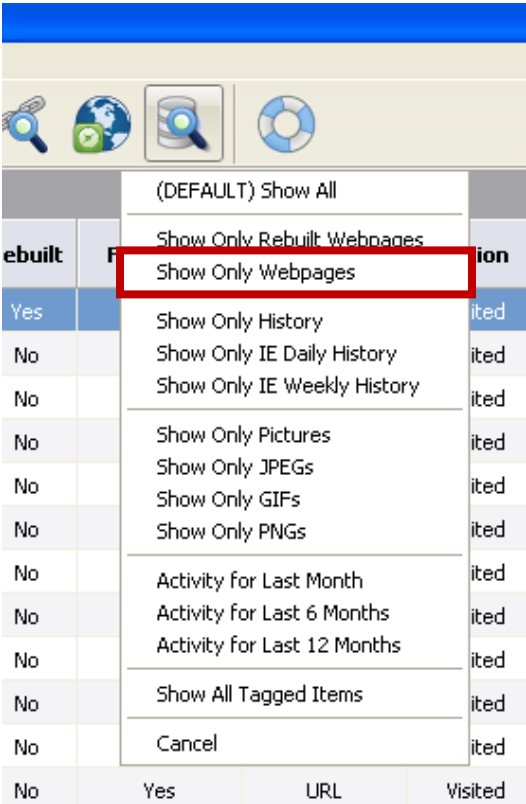 (DEFAULT) Show All
Show Only Rebuilt Webpages
ebuilt F ion
Show Only Webpages
Yes ited
Show Only History
No Show Only IE Daily History ited
Show Only IE Weekly History
No ited
No Show Only Pictures ited
Show Only JPEGs
No ited
Show Only GIFs
No Show Only PNGs ited
No Activity for Last Month ited
No Activity for Last 6 Months ited
Activity for Last 12 Months
No ited
No Show All Tagged Items ited
No Cancel ited
No Yes URL Visited